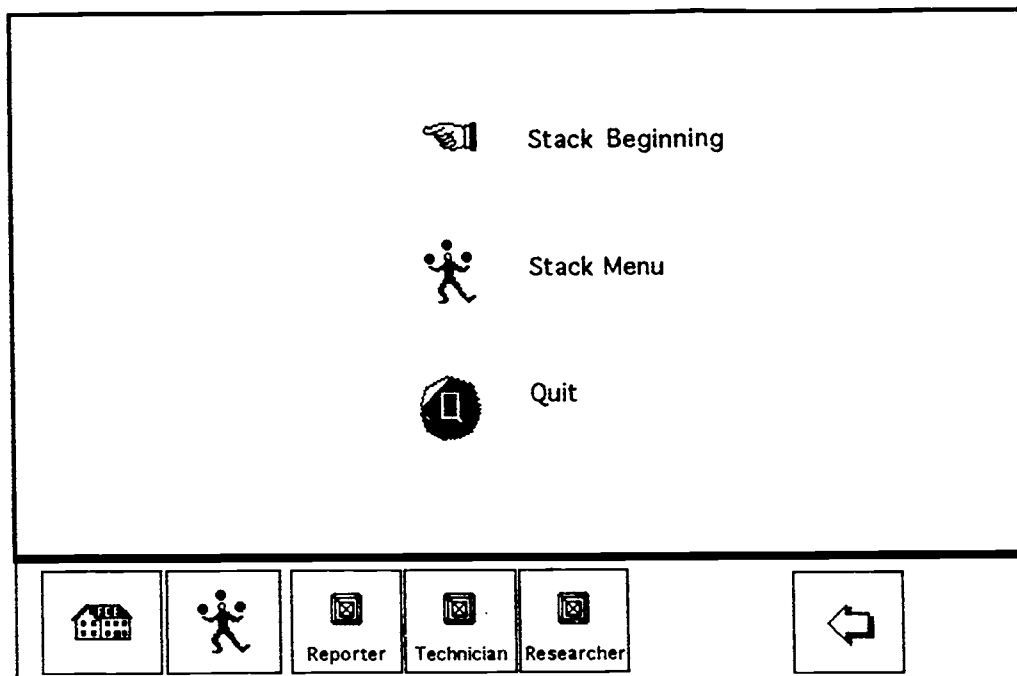 Stack Beginning
Stack Menu
Quit
Reporter
Technician
Researcher